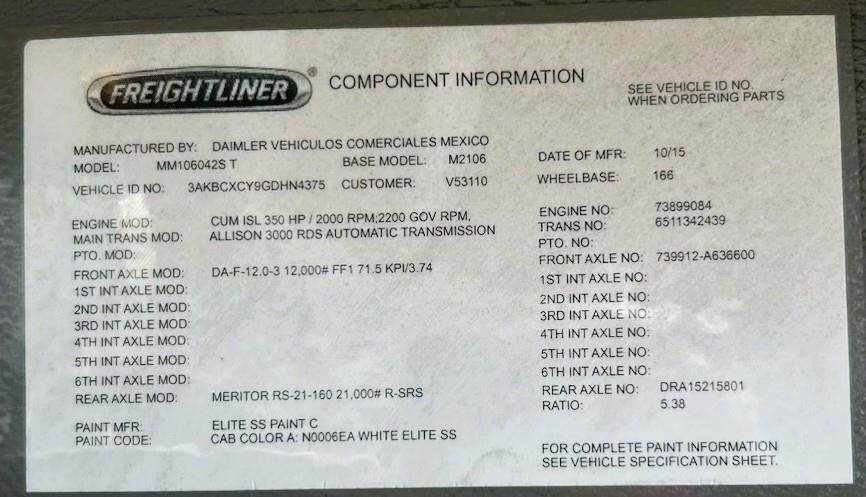 FREIGHTLINER ® COMPONENT INFORMATION
SEE VEHICLE ID NO.
WHEN ORDERING PARTS
MANUFACTURED BY: DAIMLER VEHICULOS COMERCIALES MEXICO
MODEL: MM106042S T BASE MODEL: M2106 DATE OF MFR: 10/15
VEHICLE ID NO: 3AKBCXCY9GDHN4375 CUSTOMER: V53110 WHEELBASE: 166
ENGINE MOD: CUM ISL 350 HP / 2000 RPM;2200 GOV RPM, ENGINE NO: 73899084
MAIN TRANS MOD: ALLISON 3000 RDS AUTOMATIC TRANSMISSION TRANS NO: 6511342439
PTO. MOD: PTO. NO:
FRONT AXLE MOD: DA-F-12.0-3 12,000# FF1 71.5 KPI/3.74 FRONT AXLE NO: 739912-A636600
1ST INT AXLE MOD: 1ST INT AXLE NO:
2ND INT AXLE MOD: 2ND INT AXLE NO:
3RD INT AXLE MOD: 3RD INT AXLE NO:
4TH INT AXLE MOD: 4TH INT AXLE NO:
5TH INT AXLE MOD: 5TH INT AXLE NO:
6TH INT AXLE MOD: 6TH INT AXLE NO:
REAR AXLE MOD: MERITOR RS-21-160 21,000# R-SRS REAR AXLE NO: DRA15215801
RATIO: 5.38
PAINT MFR: ELITE SS PAINT C
PAINT CODE: CAB COLOR A: N0006EA WHITE ELITE SS
FOR COMPLETE PAINT INFORMATION
SEE VEHICLE SPECIFICATION SHEET.